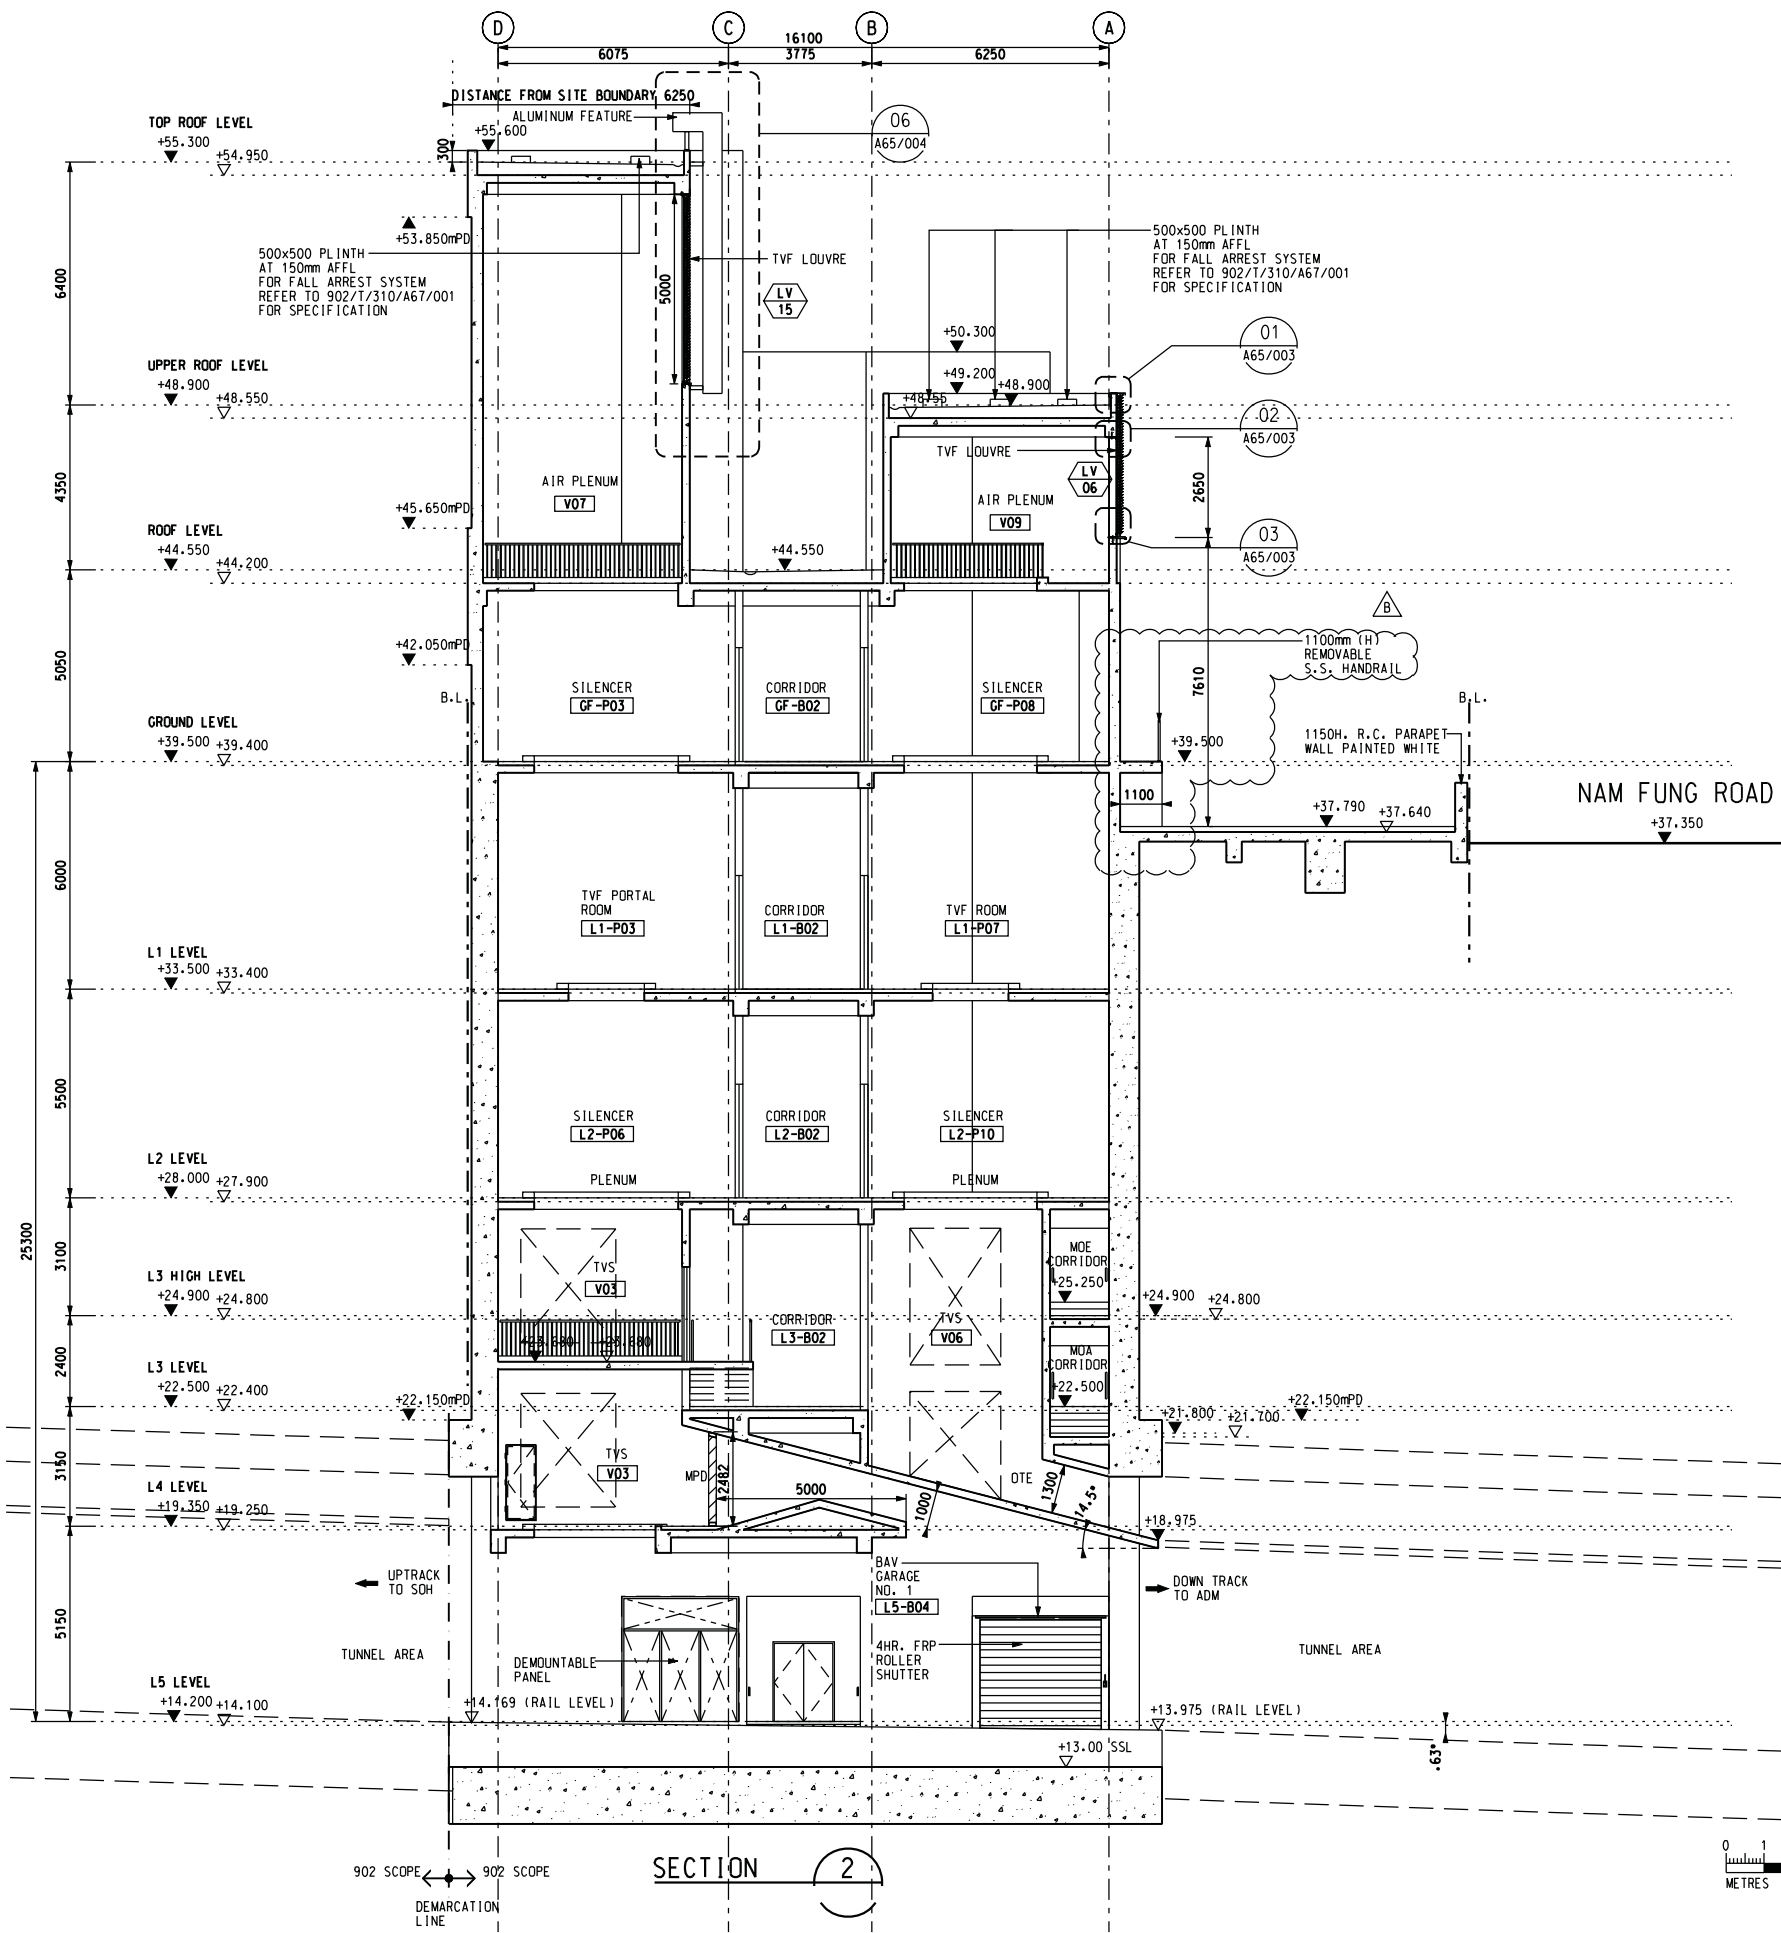 D
C
B
A
16100
6075
3775
6250
DISTANCE FROM SITE BOUNDARY 6250
ALUMINUM FEATURE
06
A65/004
TOP ROOF LEVEL
+55.300
+54.950
300
+55.600
+53.850mPD
500x500 PLINTH
AT 150mm AFFL
FOR FALL ARREST SYSTEM
REFER TO 902/T/310/A67/001
FOR SPECIFICATION
5000
TVF LOUVRE
LV
15
500x500 PLINTH
AT 150mm AFFL
FOR FALL ARREST SYSTEM
REFER TO 902/T/310/A67/001
FOR SPECIFICATION
6400
+50.300
01
A65/003
UPPER ROOF LEVEL
+48.900
+48.550
+49.200
+48.900
+48.55
02
A65/003
TVF LOUVRE
LV
06
2650
4350
AIR PLENUM
V07
AIR PLENUM
V09
+45.650mPD
ROOF LEVEL
+44.550
+44.200
+44.550
03
A65/003
B
5050
+42.050mPD
1100mm (H)
REMOVABLE
S.S. HANDRAIL
7610
B.L.
SILENCER
GF-P03
CORRIDOR
GF-B02
SILENCER
GF-P08
B.L.
GROUND LEVEL
+39.500
+39.400
+39.500
1150H. R.C. PARAPET
WALL PAINTED WHITE
1100
NAM FUNG ROAD
+37.790
+37.640
+37.350
6000
TVF PORTAL
ROOM
L1-P03
CORRIDOR
L1-B02
TVF ROOM
L1-P07
L1 LEVEL
+33.500
+33.400
5500
SILENCER
L2-P06
CORRIDOR
L2-B02
SILENCER
L2-P10
L2 LEVEL
+28.000
+27.900
PLENUM
PLENUM
25300
3100
TVS
V03
MOE
CORRIDOR
+25.250
L3 HIGH LEVEL
+24.900
+24.800
+24.900
+24.800
CORRIDOR
L3-B02
TVS
V06
+23.680
+23.680
2400
MOA
CORRIDOR
+22.500
L3 LEVEL
+22.500
+22.400
+22.150mPD
+22.150mPD
+21.800
+21.700
3150
TVS
V03
MPD
2482
5000
1000
OTE
1300
14.5°
L4 LEVEL
+19.350
+19.250
+18.975
UPTRACK
TO SOH
BAV
GARAGE
NO. 1
L5-B04
DOWN TRACK
TO ADM
5150
TUNNEL AREA
DEMOUNTABLE
PANEL
4HR. FRP
ROLLER
SHUTTER
TUNNEL AREA
L5 LEVEL
+14.200
+14.100
+14.169 (RAIL LEVEL)
+13.975 (RAIL LEVEL)
+13.00 SSL
.63°
902 SCOPE
902 SCOPE
DEMARCATION
LINE
SECTION
2
0
1
METRES